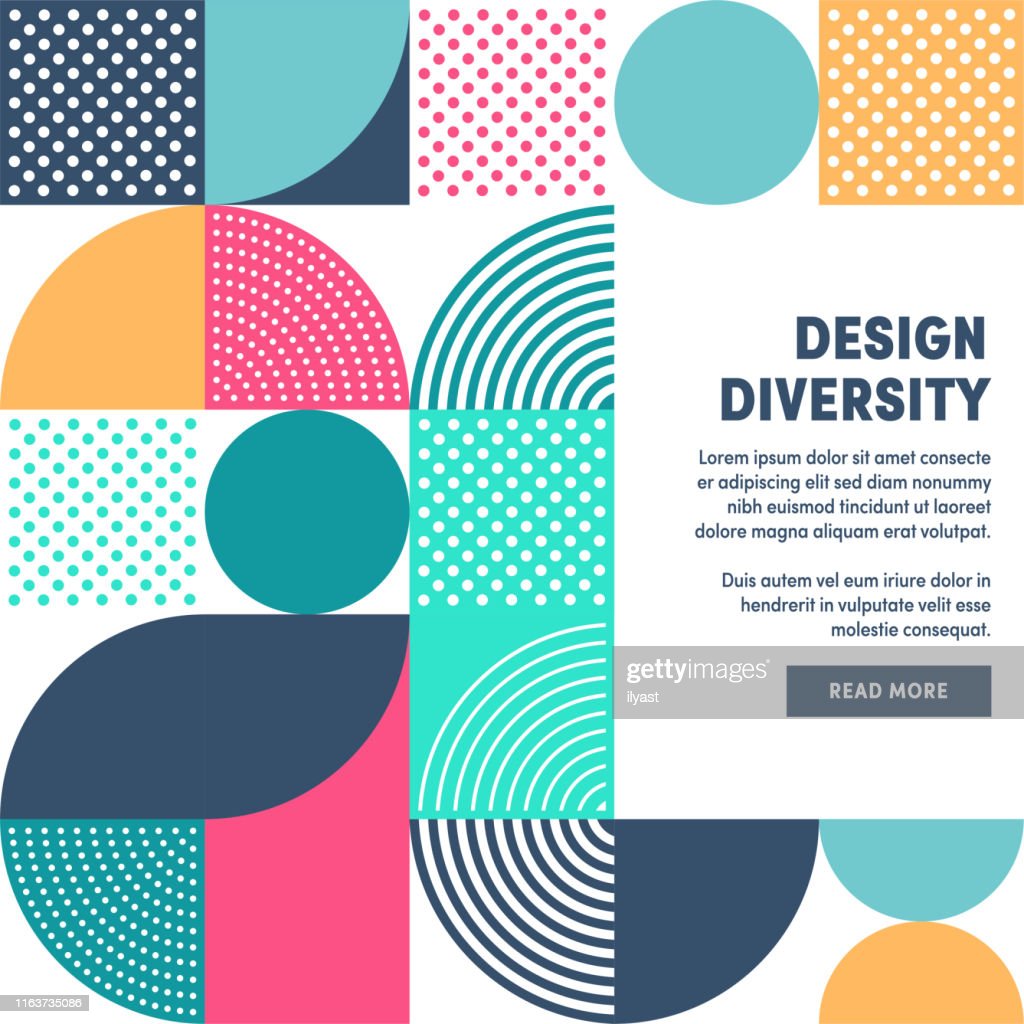 DESIGN
DIVERSITY
Lorem ipsum dolor sit amet consecte
er adipiscing elit sed diam nonummy
nibh euismod tincidunt ut laoreet
dolore magna aliquam erat volutpat.
Duis autem vel eum iriure dolor in
hendrerit in vulputate velit esse
molestie consequat.
gettyimages
ilyast
READ MORE
1163735086